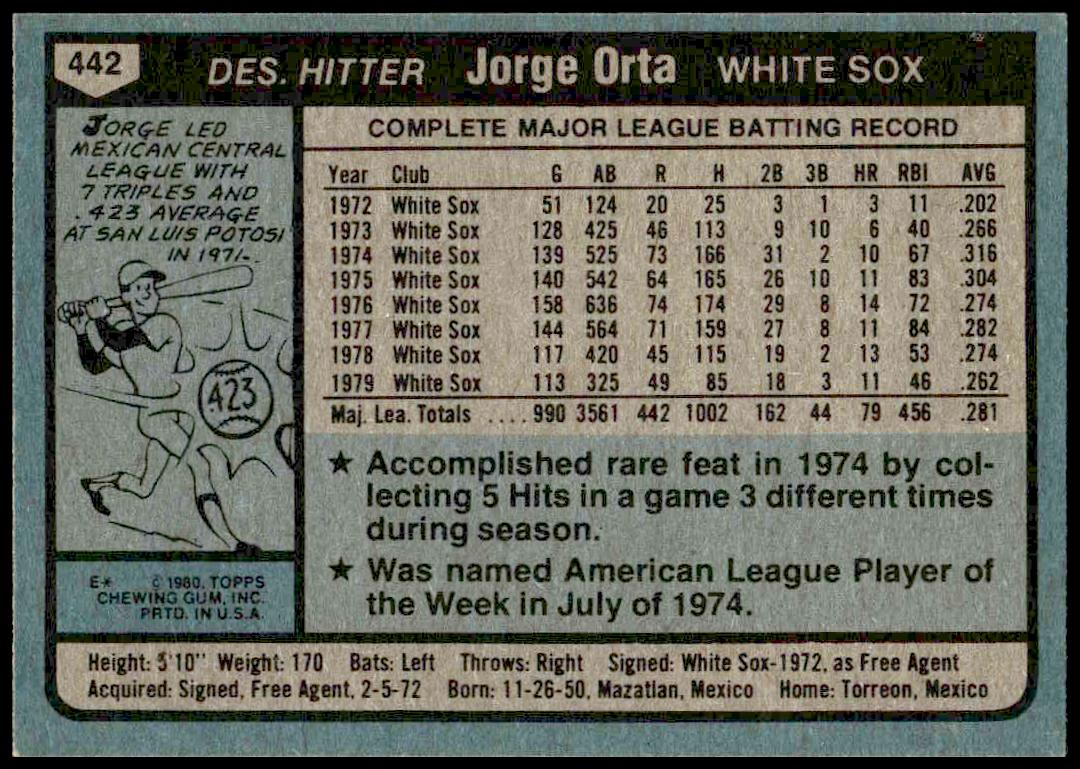 442
DES. HITTER Jorge Orta WHITE SOX
JORGE LED
MEXICAN CENTRAL
LEAGUE WITH
7 TRIPLES AND
.423 AVERAGE
AT SAN LUIS POTOSI
IN 1971.
.423
E* © 1980. TOPPS
CHEWING GUM, INC.
PRTD. IN U.S.A.
COMPLETE MAJOR LEAGUE BATTING RECORD
Year Club G AB R H 2B 3B HR RBI AVG
1972 White Sox 51 124 20 25 3 1 3 11 .202
1973 White Sox 128 425 46 113 9 10 6 40 .266
1974 White Sox 139 525 73 166 31 2 10 67 .316
1975 White Sox 140 542 64 165 26 10 11 83 .304
1976 White Sox 158 636 74 174 29 8 14 72 .274
1977 White Sox 144 564 71 159 27 8 11 84 .282
1978 White Sox 117 420 45 115 19 2 13 53 .274
1979 White Sox 113 325 49 85 18 3 11 46 .262
Maj. Lea. Totals .... 990 3561 442 1002 162 44 79 456 .281
★ Accomplished rare feat in 1974 by col-
lecting 5 Hits in a game 3 different times
during season.
★ Was named American League Player of
the Week in July of 1974.
Height: 5'10" Weight: 170 Bats: Left Throws: Right Signed: White Sox-1972, as Free Agent
Acquired: Signed, Free Agent, 2-5-72 Born: 11-26-50, Mazatlan, Mexico Home: Torreon, Mexico